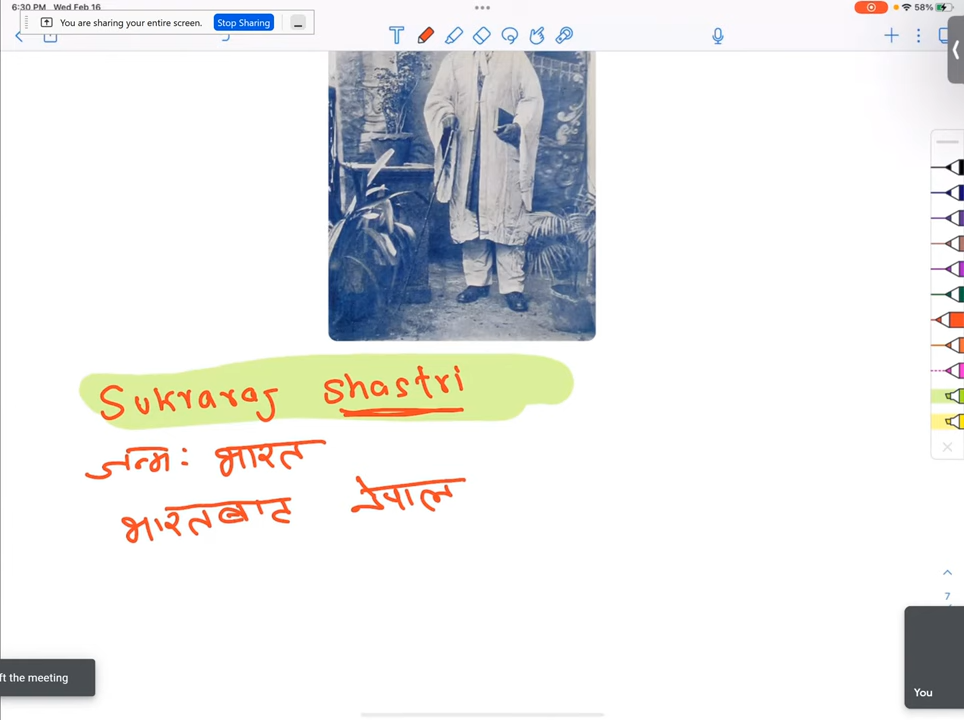 6:30 PM Wed Feb 16
58%
You are sharing your entire screen.
Stop Sharing
Sukraraj Shastri
जन्म: भारत
भारतबाट नेपाल
7
ft the meeting
You